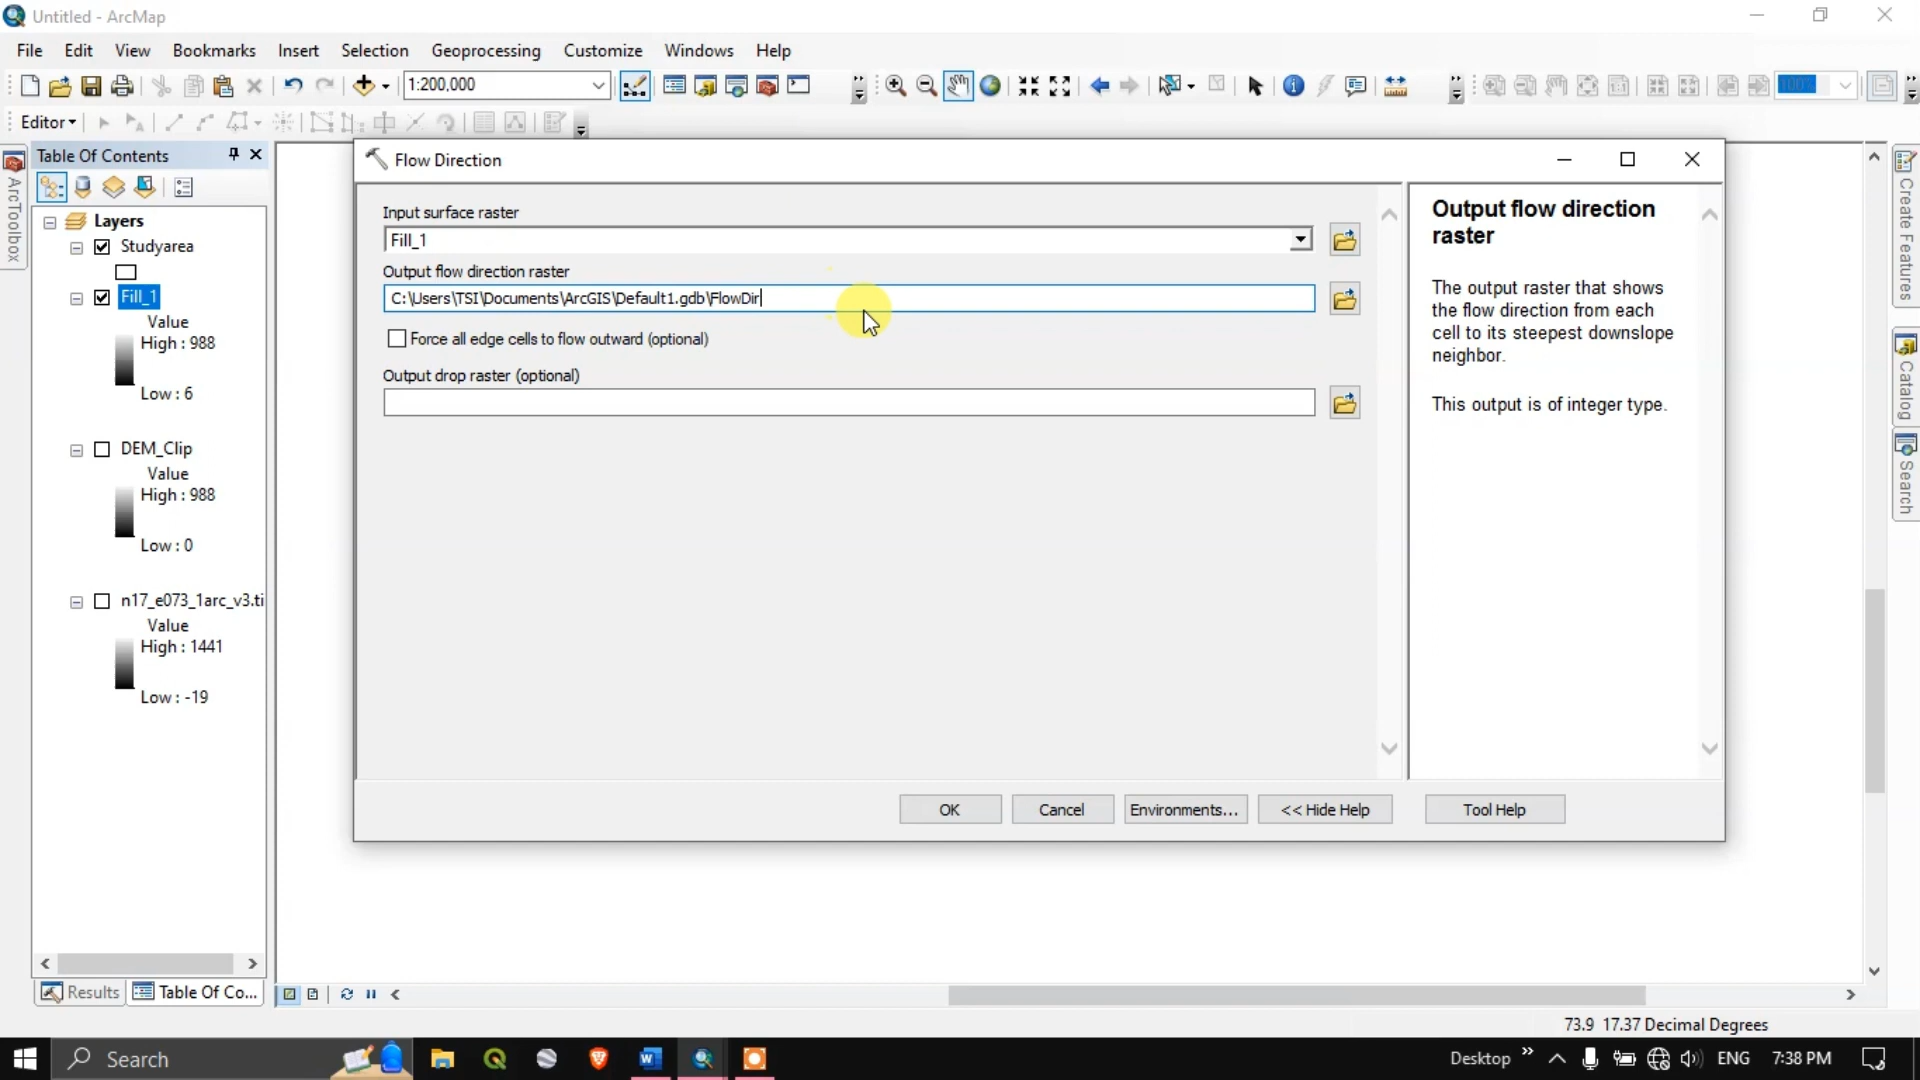 Untitled - ArcMap
File Edit View Bookmarks Insert Selection Geoprocessing Customize Windows Help
1:200,000
100%
Editor
Table Of Contents
ArcToolbox
Layers
Studyarea
Fill_1
Value
High : 988
Low : 6
DEM_Clip
Value
High : 988
Low : 0
n17_e073_1arc_v3.ti
Value
High : 1441
Low : -19
Results
Table Of Co...
Flow Direction
Input surface raster
Fill_1
Output flow direction raster
C:\Users\TSI\Documents\ArcGIS\Default1.gdb\FlowDir
Force all edge cells to flow outward (optional)
Output drop raster (optional)
OK
Cancel
Environments...
<< Hide Help
Tool Help
Output flow direction
raster
The output raster that shows
the flow direction from each
cell to its steepest downslope
neighbor.
This output is of integer type.
Create Features
Catalog
Search
73.9 17.37 Decimal Degrees
Search
Desktop
ENG
7:38 PM